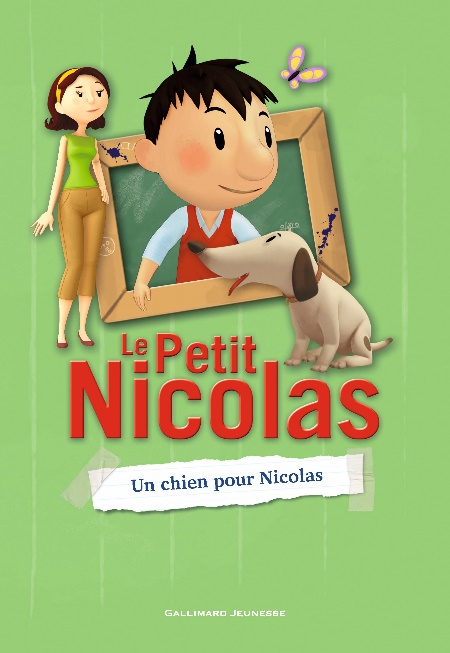 Le Petit
Nicolas
Un chien pour Nicolas
GALLIMARD JEUNESSE